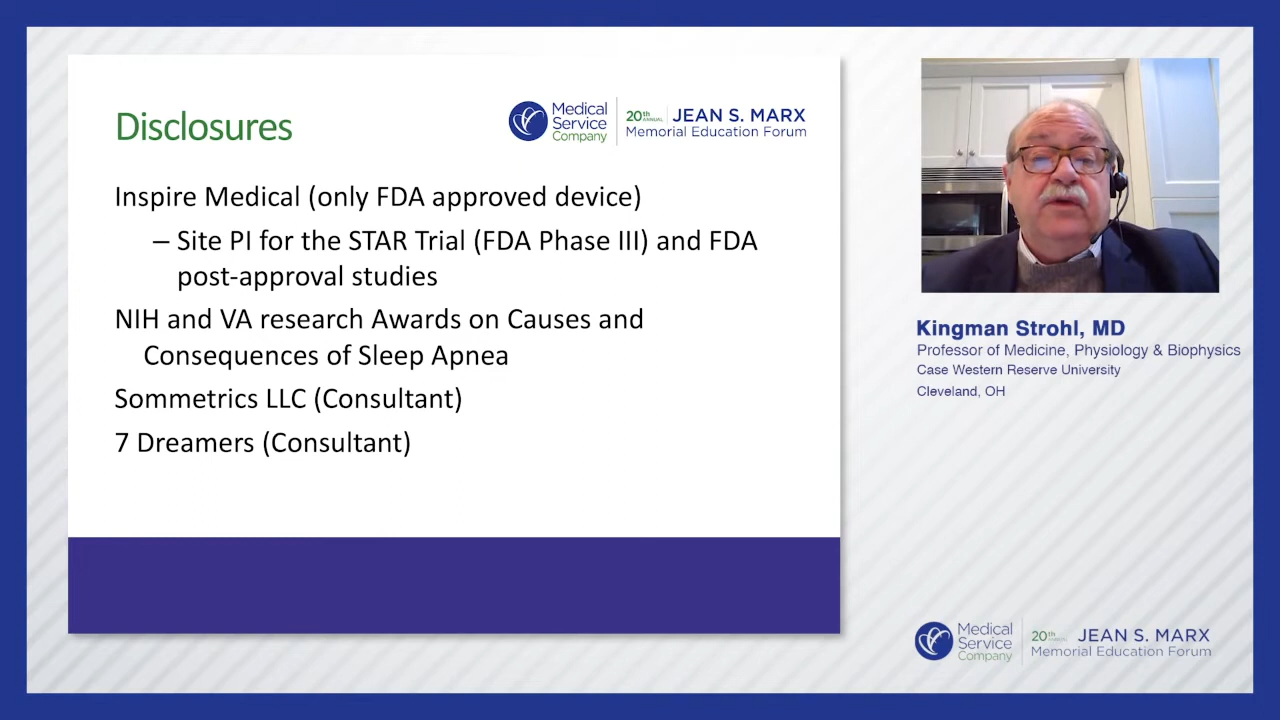 Disclosures
Medical
Service
Company
20th
ANNUAL
JEAN S. MARX
Memorial Education Forum
Inspire Medical (only FDA approved device)
– Site PI for the STAR Trial (FDA Phase III) and FDA
post-approval studies
NIH and VA research Awards on Causes and
Consequences of Sleep Apnea
Sommetrics LLC (Consultant)
7 Dreamers (Consultant)
Kingman Strohl, MD
Professor of Medicine, Physiology & Biophysics
Case Western Reserve University
Cleveland, OH
Medical
Service
Company
20th
ANNUAL
JEAN S. MARX
Memorial Education Forum